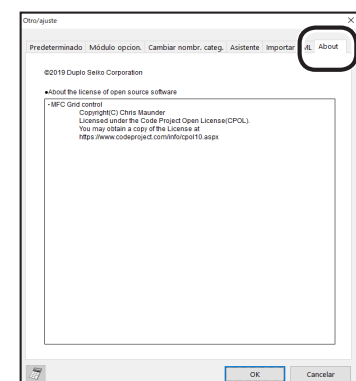 Otro/ajuste
Predeterminado Módulo opcion. Cambiar nombr. categ. Asistente Importar ML About
©2019 Duplo Seiko Corporation
●About the license of open source software
- MFC Grid control
Copyright(C) Chris Maunder
Licensed under the Code Project Open License(CPOL).
You may obtain a copy of the License at
https://www.codeproject.com/info/cpol10.aspx
OK Cancelar